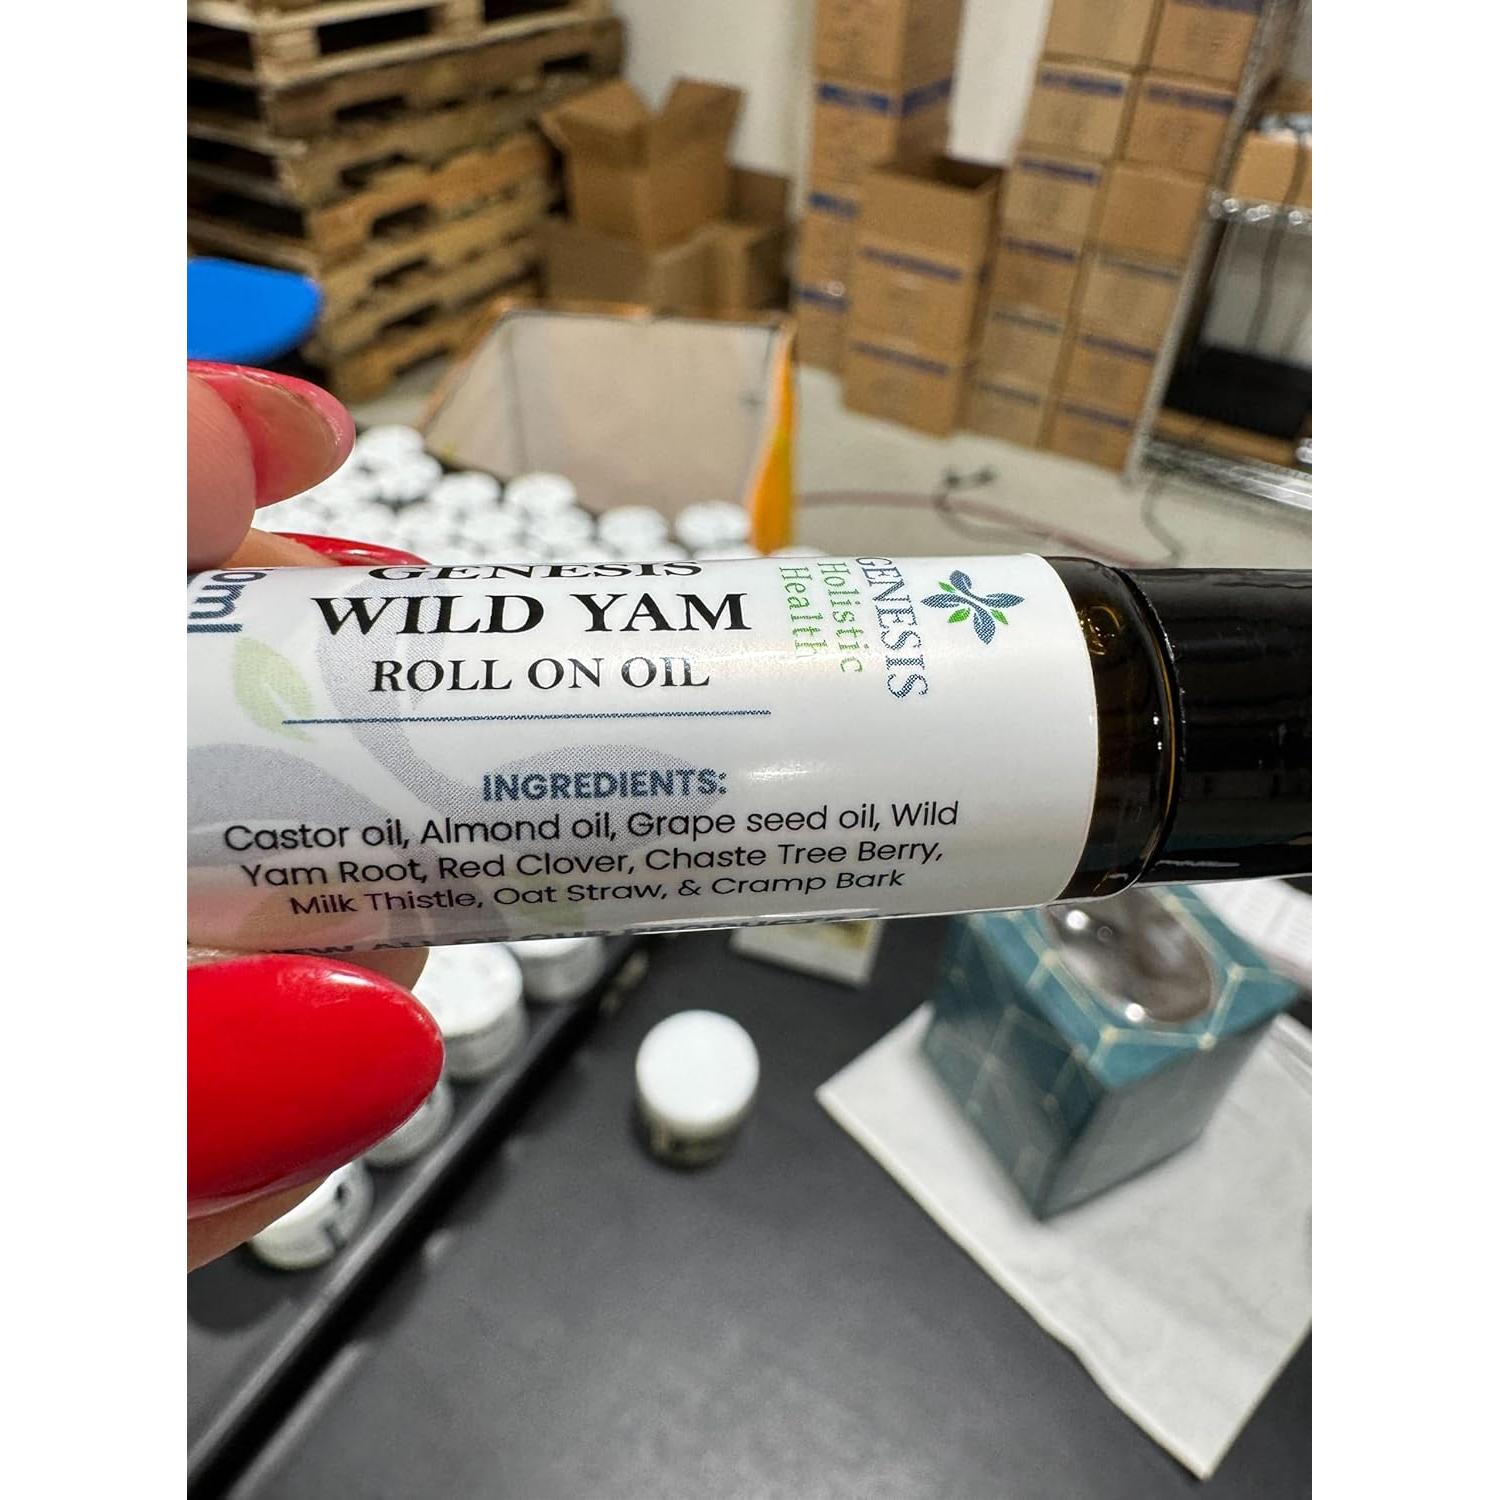 GENESIS
WILD YAM
ROLL ON OIL
INGREDIENTS:
Castor oil, Almond oil, Grape seed oil, Wild
Yam Root, Red Clover, Chaste Tree Berry,
Milk Thistle, Oat Straw, & Cramp Bark
GENESIS
Holistic
Health